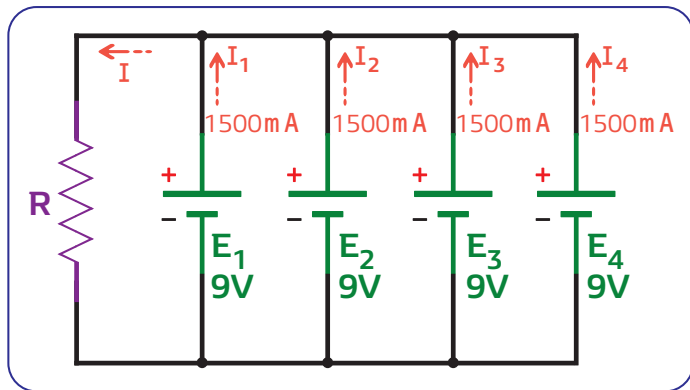 I I₁ I₂ I₃ I₄
1500mA 1500mA 1500mA 1500mA
+ + + +
R
− − − −
E₁ E₂ E₃ E₄
9V 9V 9V 9V